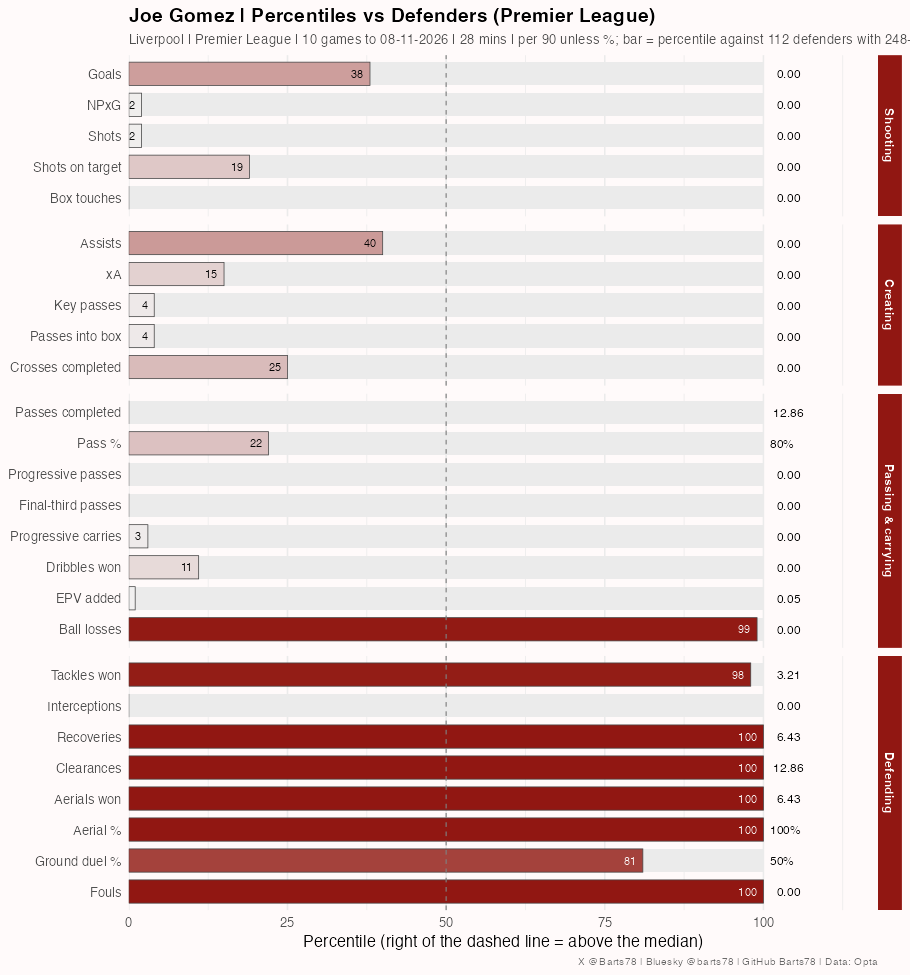 Joe Gomez | Percentiles vs Defenders (Premier League)
Liverpool | Premier League | 10 games to 08-11-2026 | 28 mins | per 90 unless %; bar = percentile against 112 defenders with 248-
Goals 38 0.00
NPxG 2 0.00
Shots 2 0.00
Shots on target 19 0.00
Box touches 0.00
Shooting
Assists 40 0.00
xA 15 0.00
Key passes 4 0.00
Passes into box 4 0.00
Crosses completed 25 0.00
Creating
Passes completed 12.86
Pass % 22 80%
Progressive passes 0.00
Final-third passes 0.00
Progressive carries 3 0.00
Dribbles won 11 0.00
EPV added 0.05
Ball losses 99 0.00
Passing & carrying
Tackles won 98 3.21
Interceptions 0.00
Recoveries 100 6.43
Clearances 100 12.86
Aerials won 100 6.43
Aerial % 100 100%
Ground duel % 81 50%
Fouls 100 0.00
Defending
0 25 50 75 100
Percentile (right of the dashed line = above the median)
X @Barts78 | Bluesky @barts78 | GitHub Barts78 | Data: Opta